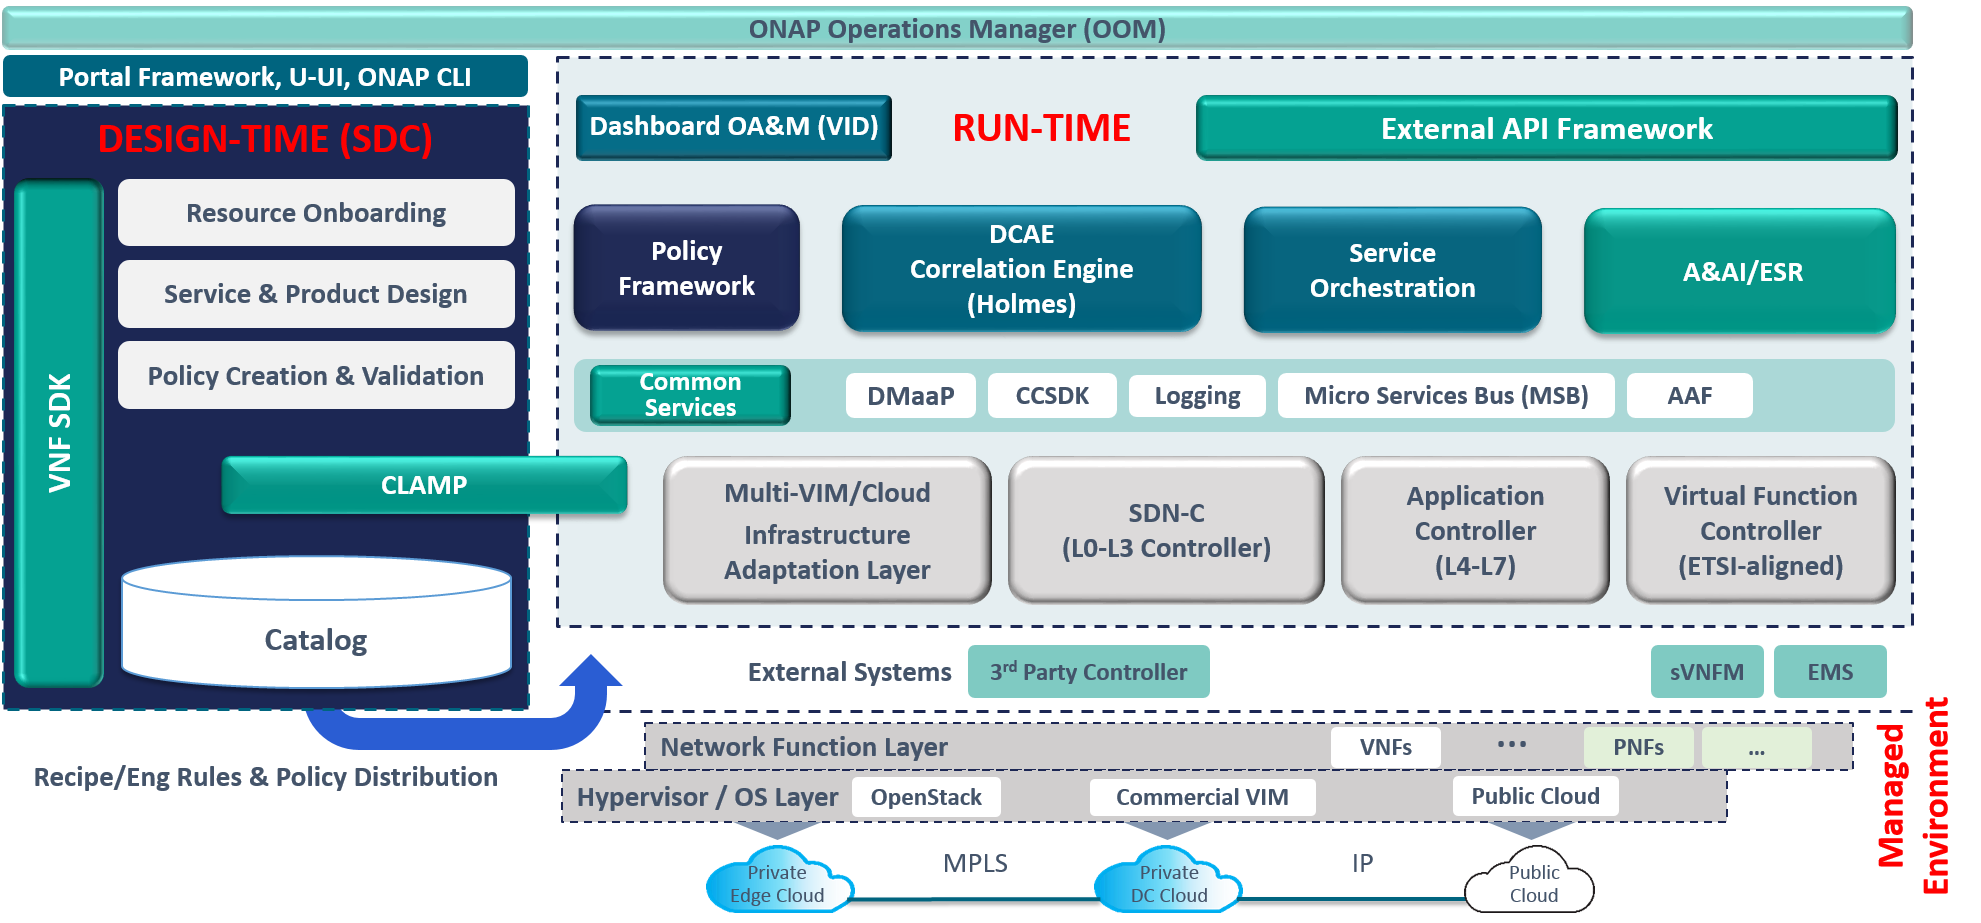 ONAP Operations Manager (OOM)
Portal Framework, U-UI, ONAP CLI
DESIGN-TIME (SDC)
VNF SDK
Resource Onboarding
Service & Product Design
Policy Creation & Validation
CLAMP
Catalog
Recipe/Eng Rules & Policy Distribution
Dashboard OA&M (VID)
RUN-TIME
External API Framework
Policy
Framework
DCAE
Correlation Engine
(Holmes)
Service
Orchestration
A&AI/ESR
Common
Services
DMaaP
CCSDK
Logging
Micro Services Bus (MSB)
AAF
Multi-VIM/Cloud
Infrastructure
Adaptation Layer
SDN-C
(L0-L3 Controller)
Application
Controller
(L4-L7)
Virtual Function
Controller
(ETSI-aligned)
External Systems
3rd Party Controller
sVNFM
EMS
Network Function Layer
VNFs
...
PNFs
...
Hypervisor / OS Layer
OpenStack
Commercial VIM
Public Cloud
Private
Edge Cloud
MPLS
Private
DC Cloud
IP
Public
Cloud
Managed
Environment